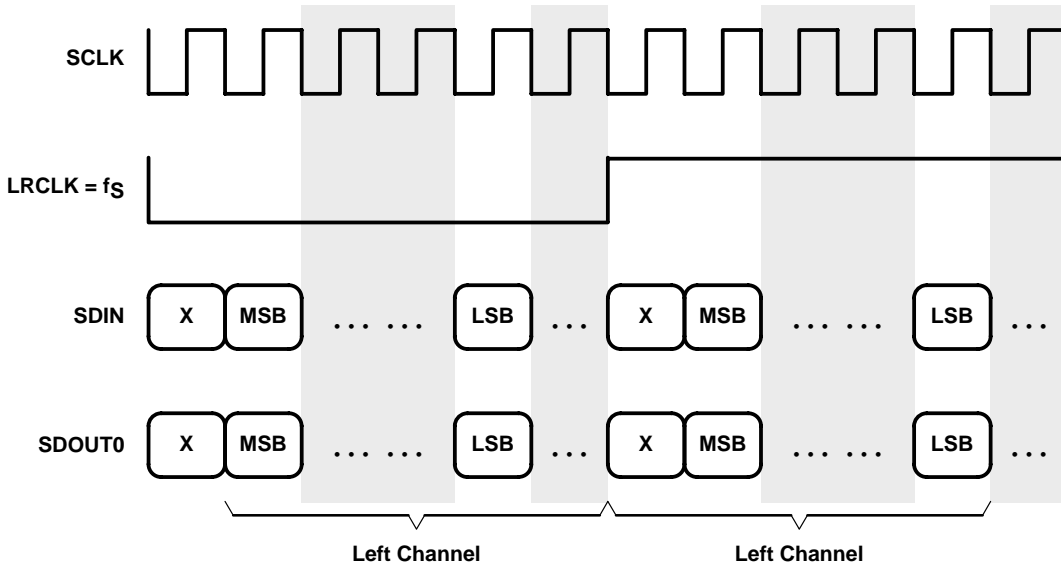 SCLK
LRCLK = fS
SDIN X MSB ... ... LSB ... X MSB ... ... LSB ...
SDOUT0 X MSB ... ... LSB ... X MSB ... ... LSB ...
Left Channel Left Channel